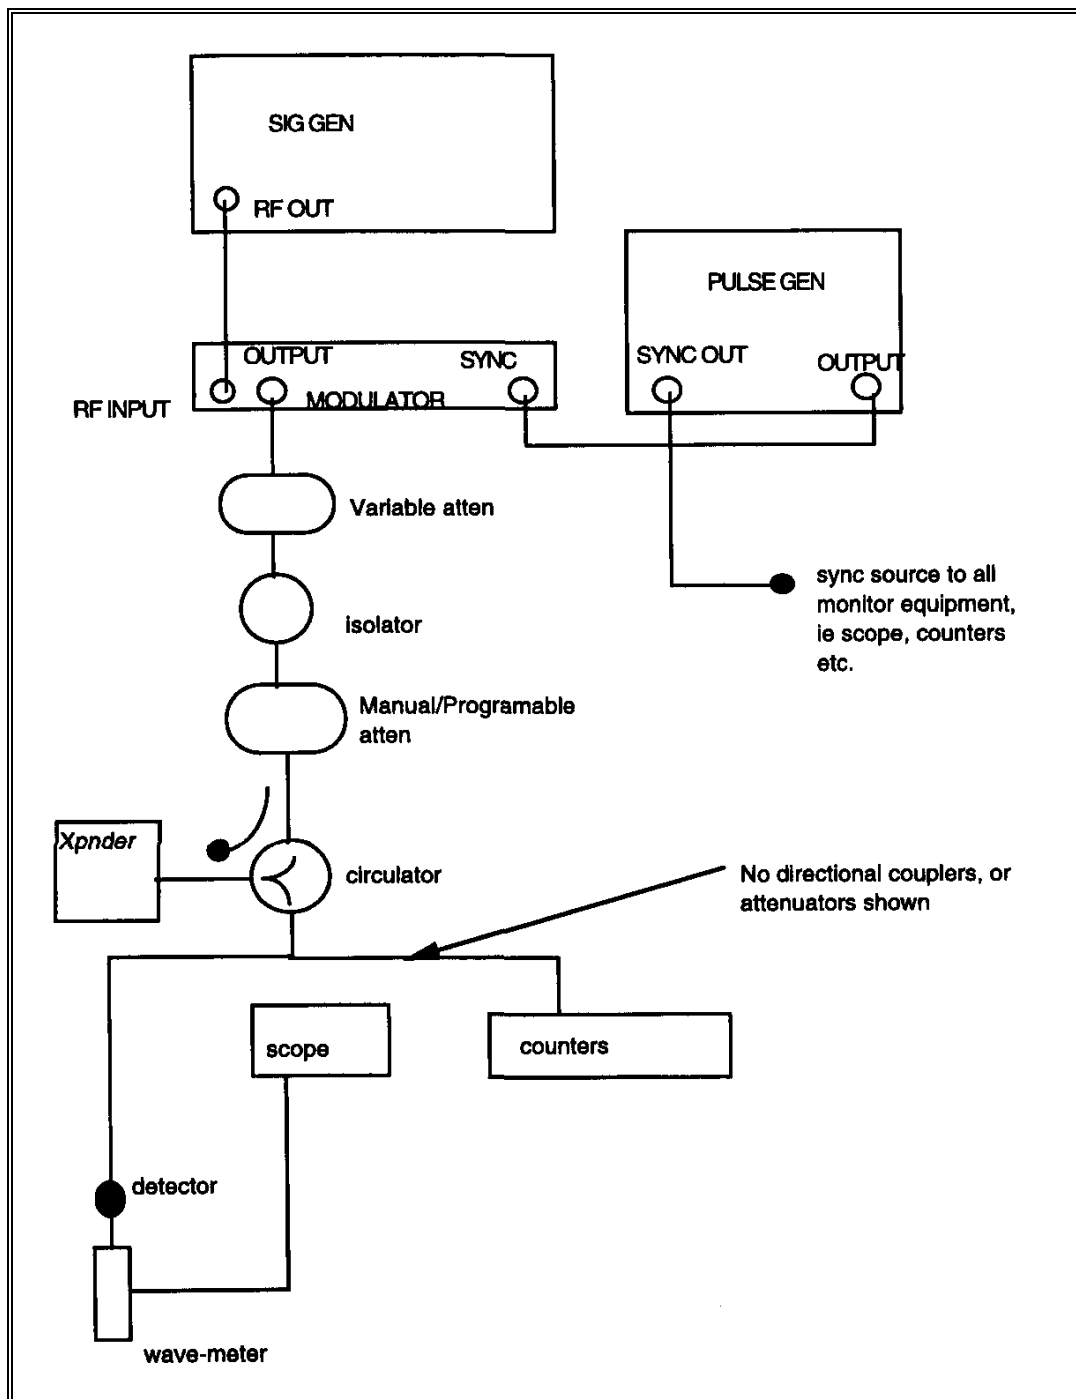 SIG GEN
RF OUT
PULSE GEN
SYNC OUT
OUTPUT
OUTPUT
SYNC
RF INPUT
MODULATOR
Variable atten
sync source to all
monitor equipment,
ie scope, counters
etc.
isolator
Manual/Programable
atten
Xpnder
circulator
No directional couplers, or
attenuators shown
scope
counters
detector
wave-meter